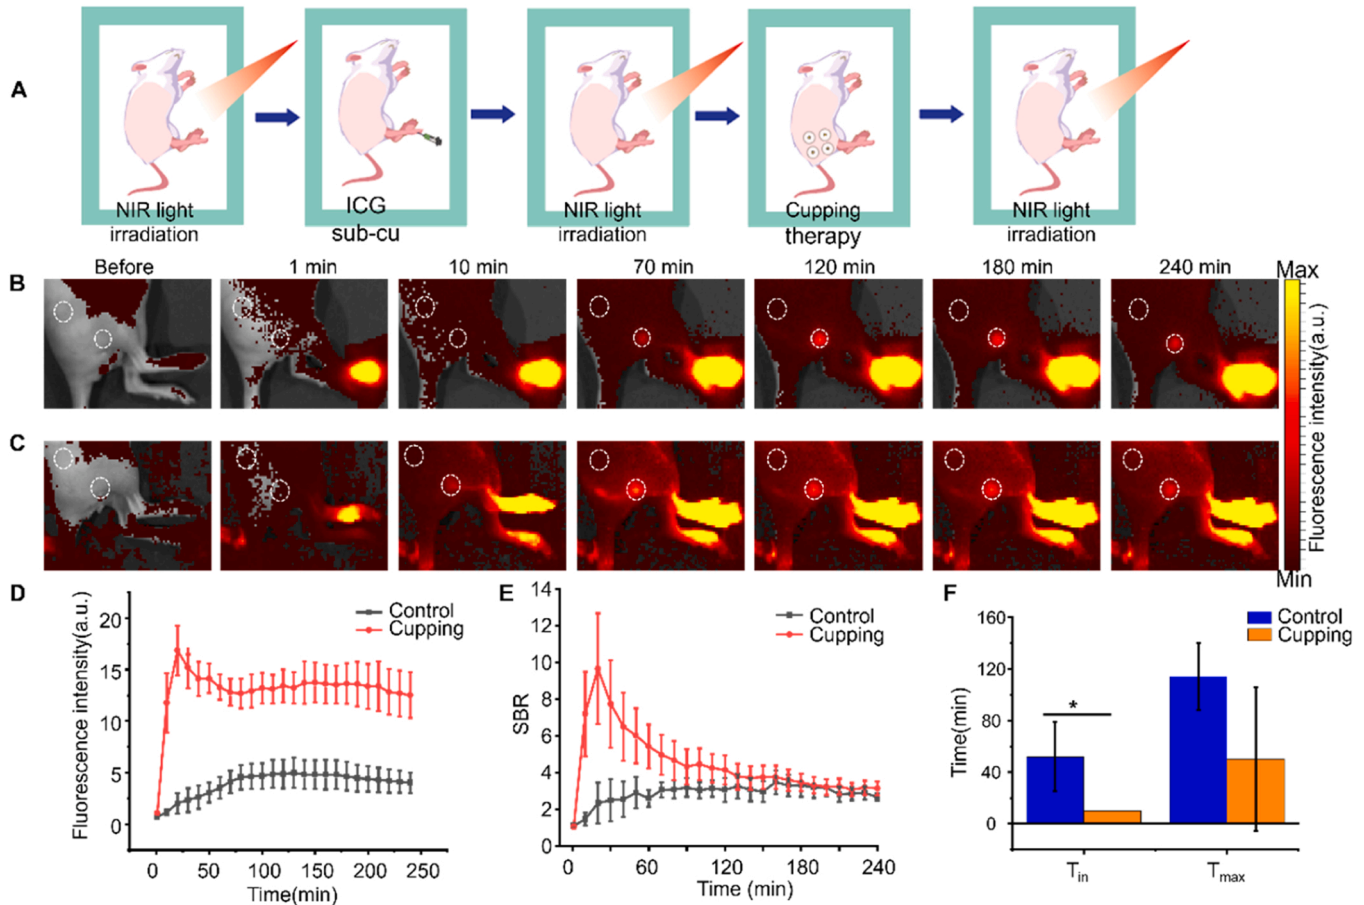 A
NIR light
irradiation
ICG
sub-cu
NIR light
irradiation
Cupping
therapy
NIR light
irradiation
Before 1 min 10 min 70 min 120 min 180 min 240 min
B
C
Max
Fluorescence intensity(a.u.)
Min
D
Fluorescence intensity(a.u.)
20
15
10
5
0
Control
Cupping
0 50 100 150 200 250
Time(min)
E
SBR
14
12
10
8
6
4
2
0
Control
Cupping
0 60 120 180 240
Time (min)
F
Time(min)
160
120
80
40
0
Control
Cupping
*
Tin Tmax